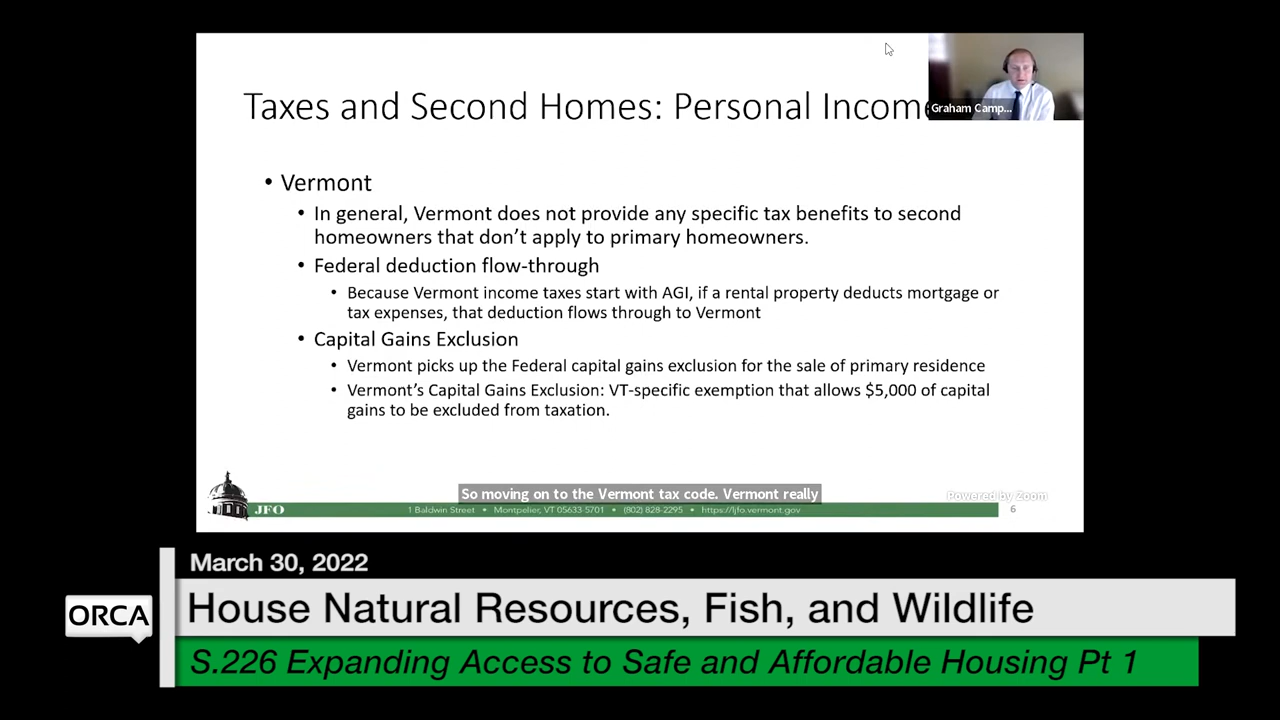 Taxes and Second Homes: Personal Income
Graham Camp...
• Vermont
• In general, Vermont does not provide any specific tax benefits to second
homeowners that don't apply to primary homeowners.
• Federal deduction flow-through
• Because Vermont income taxes start with AGI, if a rental property deducts mortgage or
tax expenses, that deduction flows through to Vermont
• Capital Gains Exclusion
• Vermont picks up the Federal capital gains exclusion for the sale of primary residence
• Vermont's Capital Gains Exclusion: VT-specific exemption that allows $5,000 of capital
gains to be excluded from taxation.
So moving on to the Vermont tax code. Vermont really
Powered by Zoom
JFO
1 Baldwin Street • Montpelier, VT 05633-5701 • (802) 828-2295 • https://ljfo.vermont.gov
6
March 30, 2022
ORCA
House Natural Resources, Fish, and Wildlife
S.226 Expanding Access to Safe and Affordable Housing Pt 1